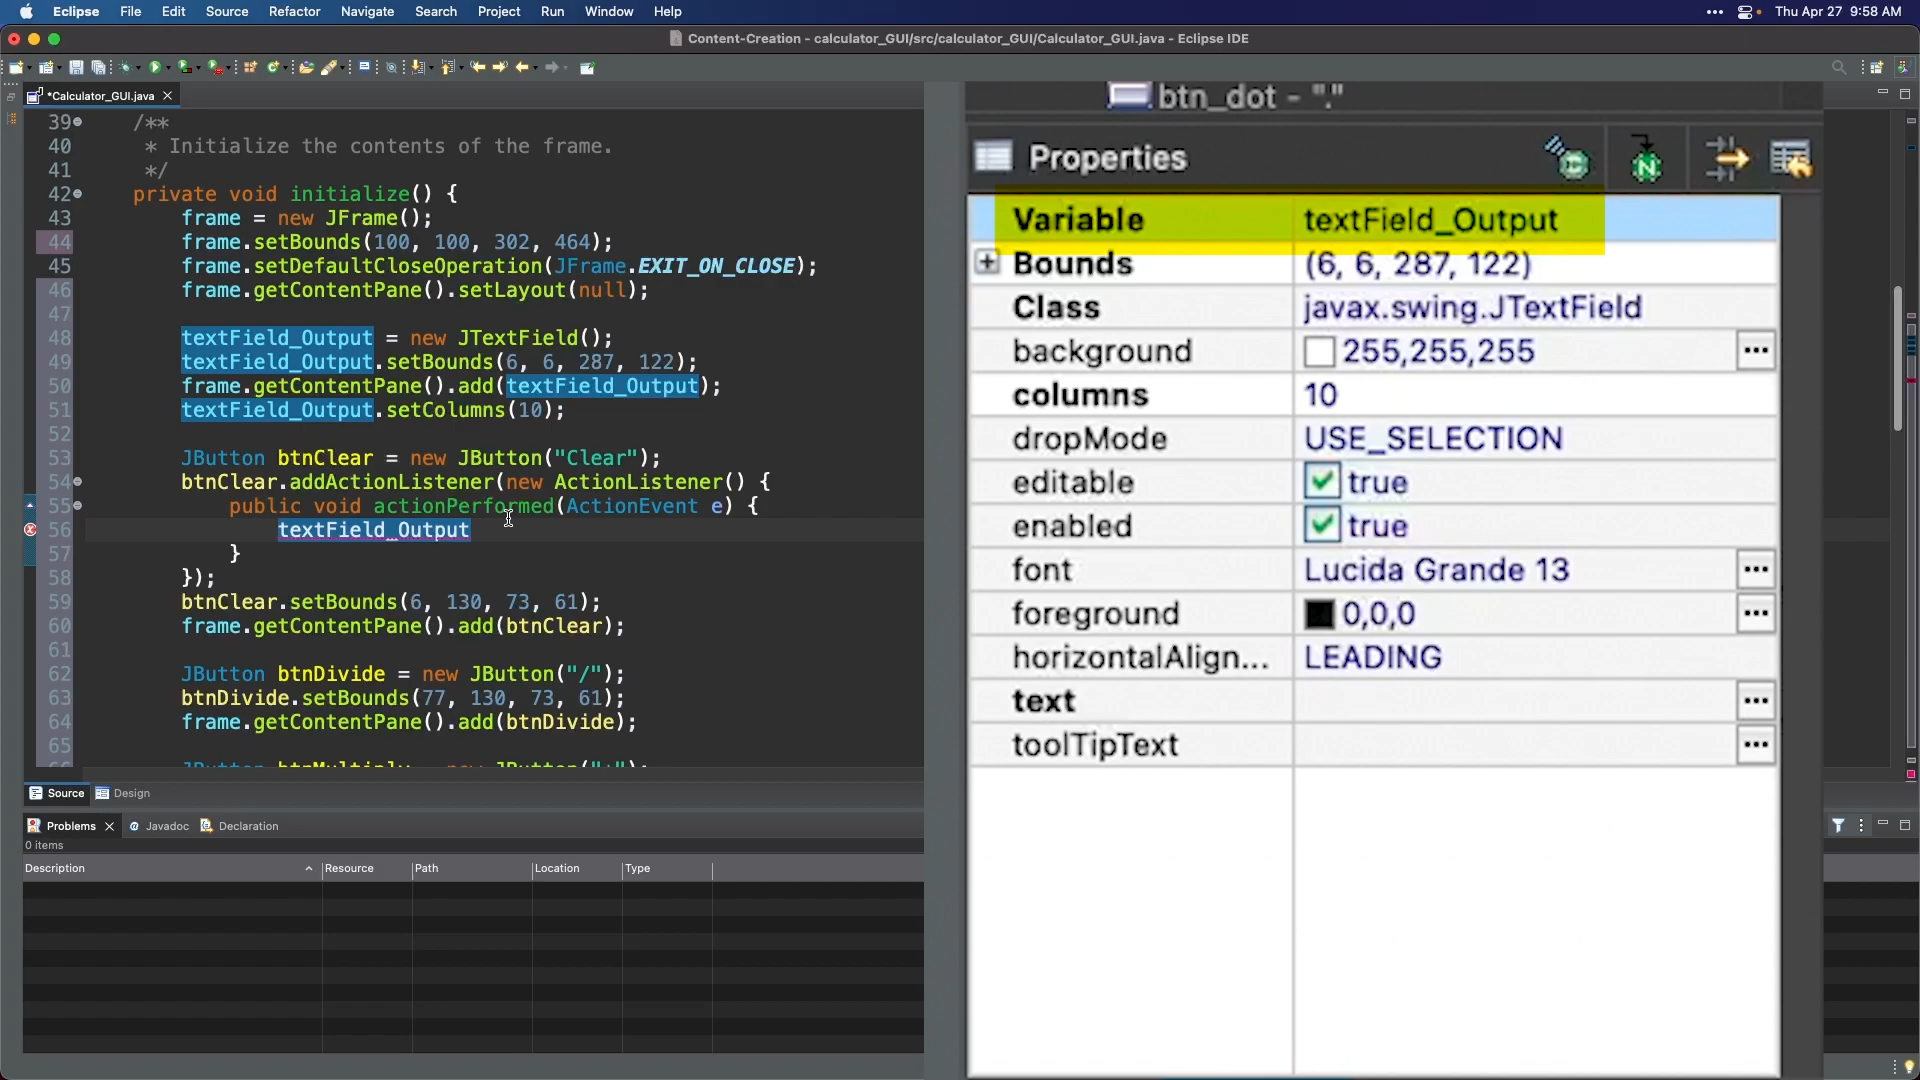 Eclipse File Edit Source Refactor Navigate Search Project Run Window Help
Thu Apr 27 9:58 AM
Content-Creation - calculator_GUI/src/calculator_GUI/Calculator_GUI.java - Eclipse IDE
*Calculator_GUI.java
39 /**
40 * Initialize the contents of the frame.
41 */
42 private void initialize() {
43 frame = new JFrame();
44 frame.setBounds(100, 100, 302, 464);
45 frame.setDefaultCloseOperation(JFrame.EXIT_ON_CLOSE);
46 frame.getContentPane().setLayout(null);
47
48 textField_Output = new JTextField();
49 textField_Output.setBounds(6, 6, 287, 122);
50 frame.getContentPane().add(textField_Output);
51 textField_Output.setColumns(10);
52
53 JButton btnClear = new JButton("Clear");
54 btnClear.addActionListener(new ActionListener() {
55 public void actionPerformed(ActionEvent e) {
56 textField_Output
57 }
58 });
59 btnClear.setBounds(6, 130, 73, 61);
60 frame.getContentPane().add(btnClear);
61
62 JButton btnDivide = new JButton("/");
63 btnDivide.setBounds(77, 130, 73, 61);
64 frame.getContentPane().add(btnDivide);
65
Source Design
Problems Javadoc Declaration
0 items
Description Resource Path Location Type
btn_dot - "."
Properties
Variable textField_Output
Bounds (6, 6, 287, 122)
Class javax.swing.JTextField
background 255,255,255 ...
columns 10
dropMode USE_SELECTION
editable true
enabled true
font Lucida Grande 13 ...
foreground 0,0,0 ...
horizontalAlign... LEADING
text ...
toolTipText ...